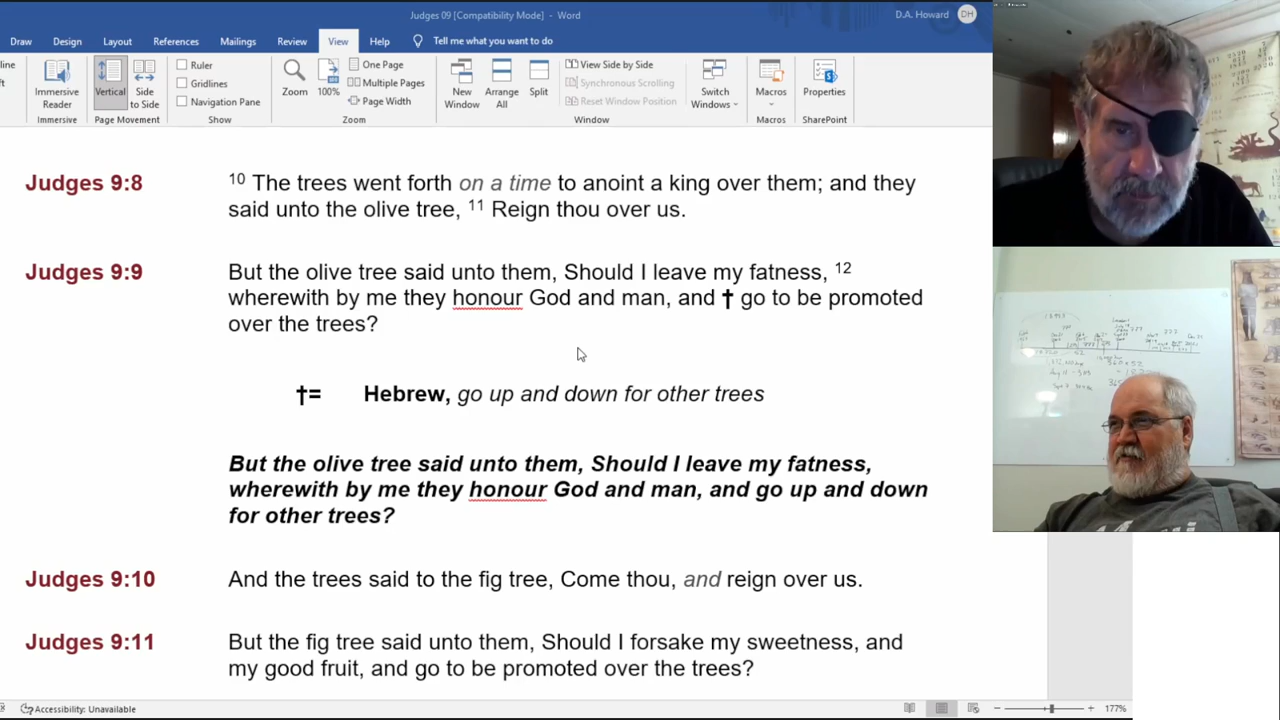 Judges 09 [Compatibility Mode] - Word
D.A. Howard DH
Draw Design Layout References Mailings Review View Help Tell me what you want to do
Immersive Reader
Immersive
Vertical Side to Side
Page Movement
Ruler
Gridlines
Navigation Pane
Show
Zoom 100%
One Page
Multiple Pages
Page Width
Zoom
New Window Arrange All Split
View Side by Side
Synchronous Scrolling
Reset Window Position
Window
Switch Windows
Macros
Macros
Properties
SharePoint
Judges 9:8 10 The trees went forth on a time to anoint a king over them; and they
said unto the olive tree, 11 Reign thou over us.
Judges 9:9 But the olive tree said unto them, Should I leave my fatness, 12
wherewith by me they honour God and man, and † go to be promoted
over the trees?
†= Hebrew, go up and down for other trees
But the olive tree said unto them, Should I leave my fatness,
wherewith by me they honour God and man, and go up and down
for other trees?
Judges 9:10 And the trees said to the fig tree, Come thou, and reign over us.
Judges 9:11 But the fig tree said unto them, Should I forsake my sweetness, and
my good fruit, and go to be promoted over the trees?
Accessibility: Unavailable
177%